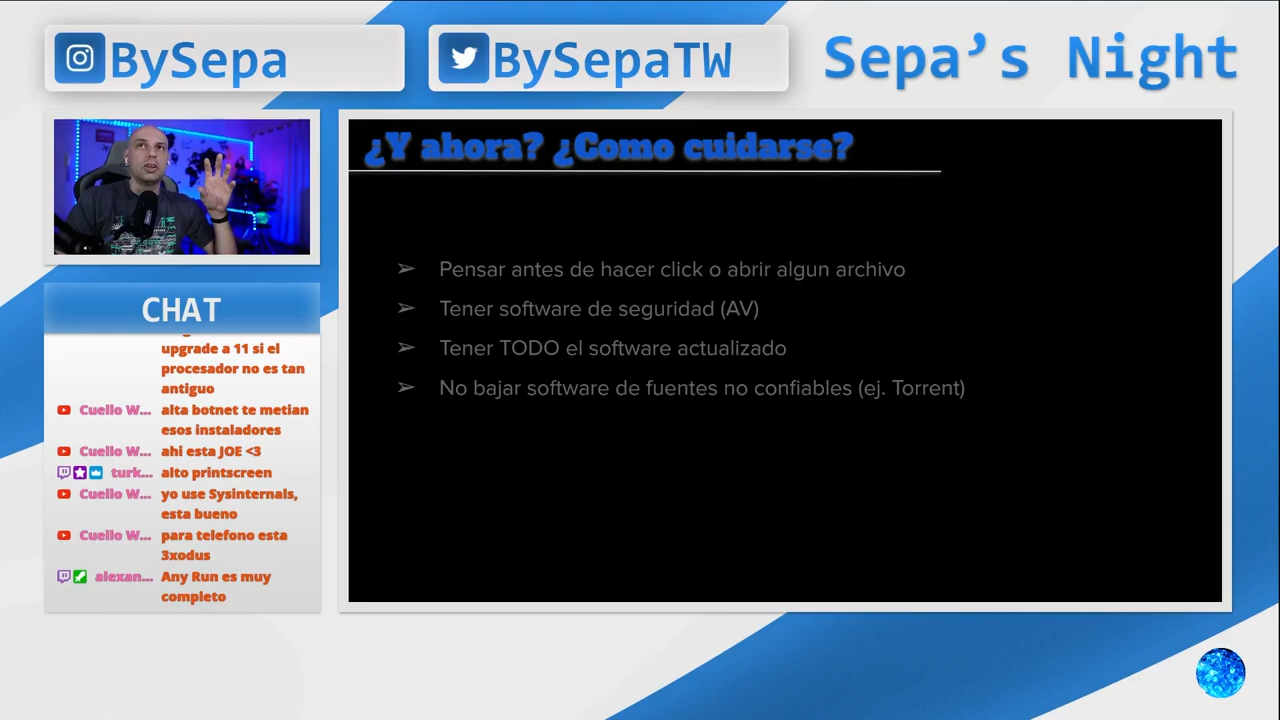 BySepa
BySepaTW
Sepa’s Night
¿Y ahora? ¿Como cuidarse?
➢ Pensar antes de hacer click o abrir algun archivo
➢ Tener software de seguridad (AV)
➢ Tener TODO el software actualizado
➢ No bajar software de fuentes no confiables (ej. Torrent)
CHAT
upgrade a 11 si el
procesador no es tan
antiguo
Cuello W... alta botnet te metian
esos instaladores
Cuello W... ahi esta JOE <3
turk... alto printscreen
Cuello W... yo use Sysinternals,
esta bueno
Cuello W... para telefono esta
3xodus
alexan... Any Run es muy
completo